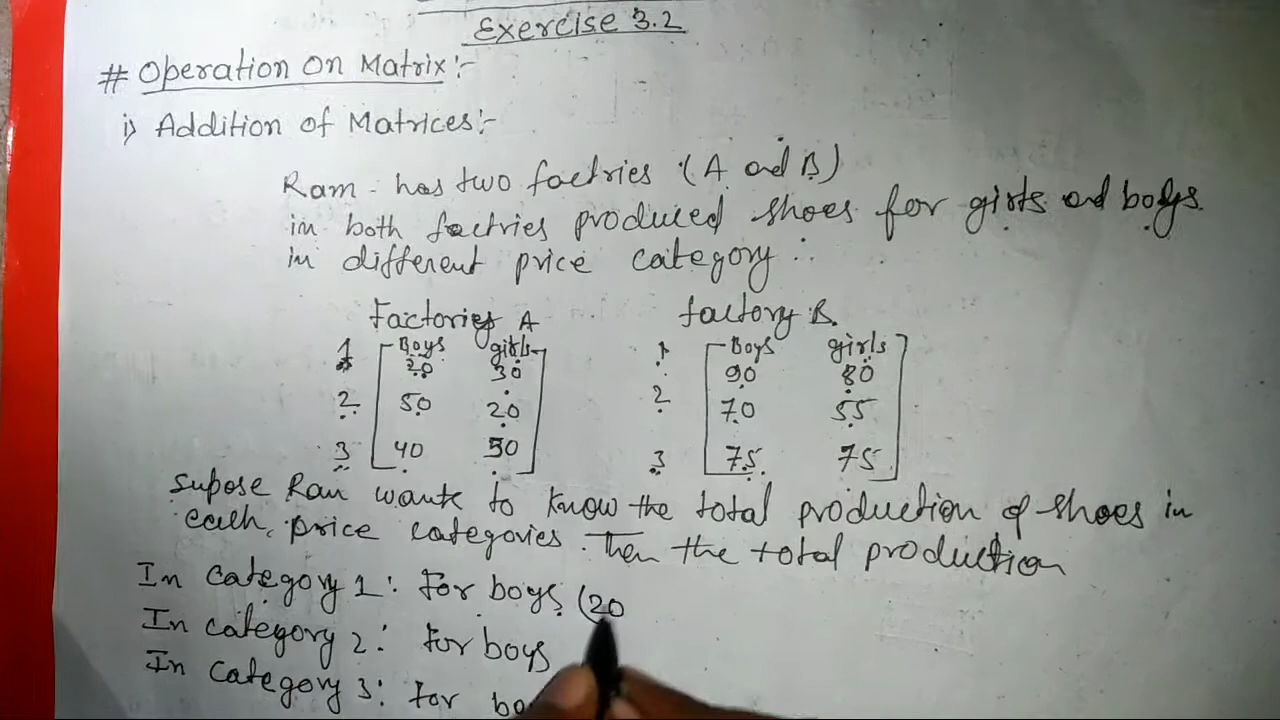 Exercise 3.2
# Operation On Matrix:-
i) Addition of Matrices:-
Ram has two factries (A and B)
in both factries produced shoes for girls and boys.
in different price category :
Factories A factory B.
Boys girls Boys girls
1 20 30 1 90 80
2 50 20 2 70 55
3 40 50 3 75 75
Supose Ram wants to know the total production of shoes in
each price categories. Then the total production
In category 1: For boys (20
In category 2: For boys
In category 3: For bo